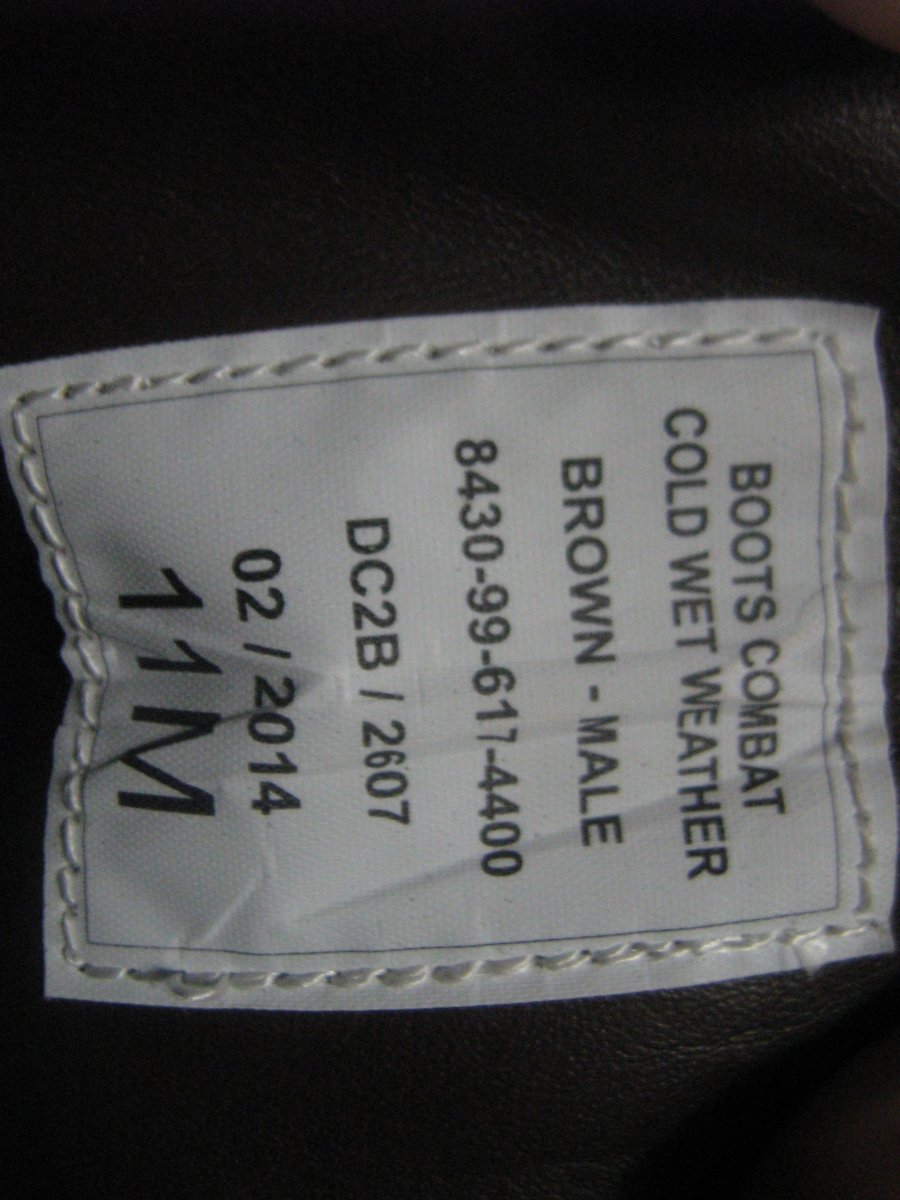 BOOTS COMBAT
COLD WET WEATHER
BROWN - MALE
8430-99-617-4400
DC2B / 2607
02 / 2014
11M